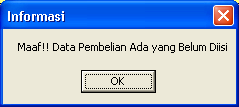 Informasi
Maaf!! Data Pembelian Ada yang Belum Diisi
OK